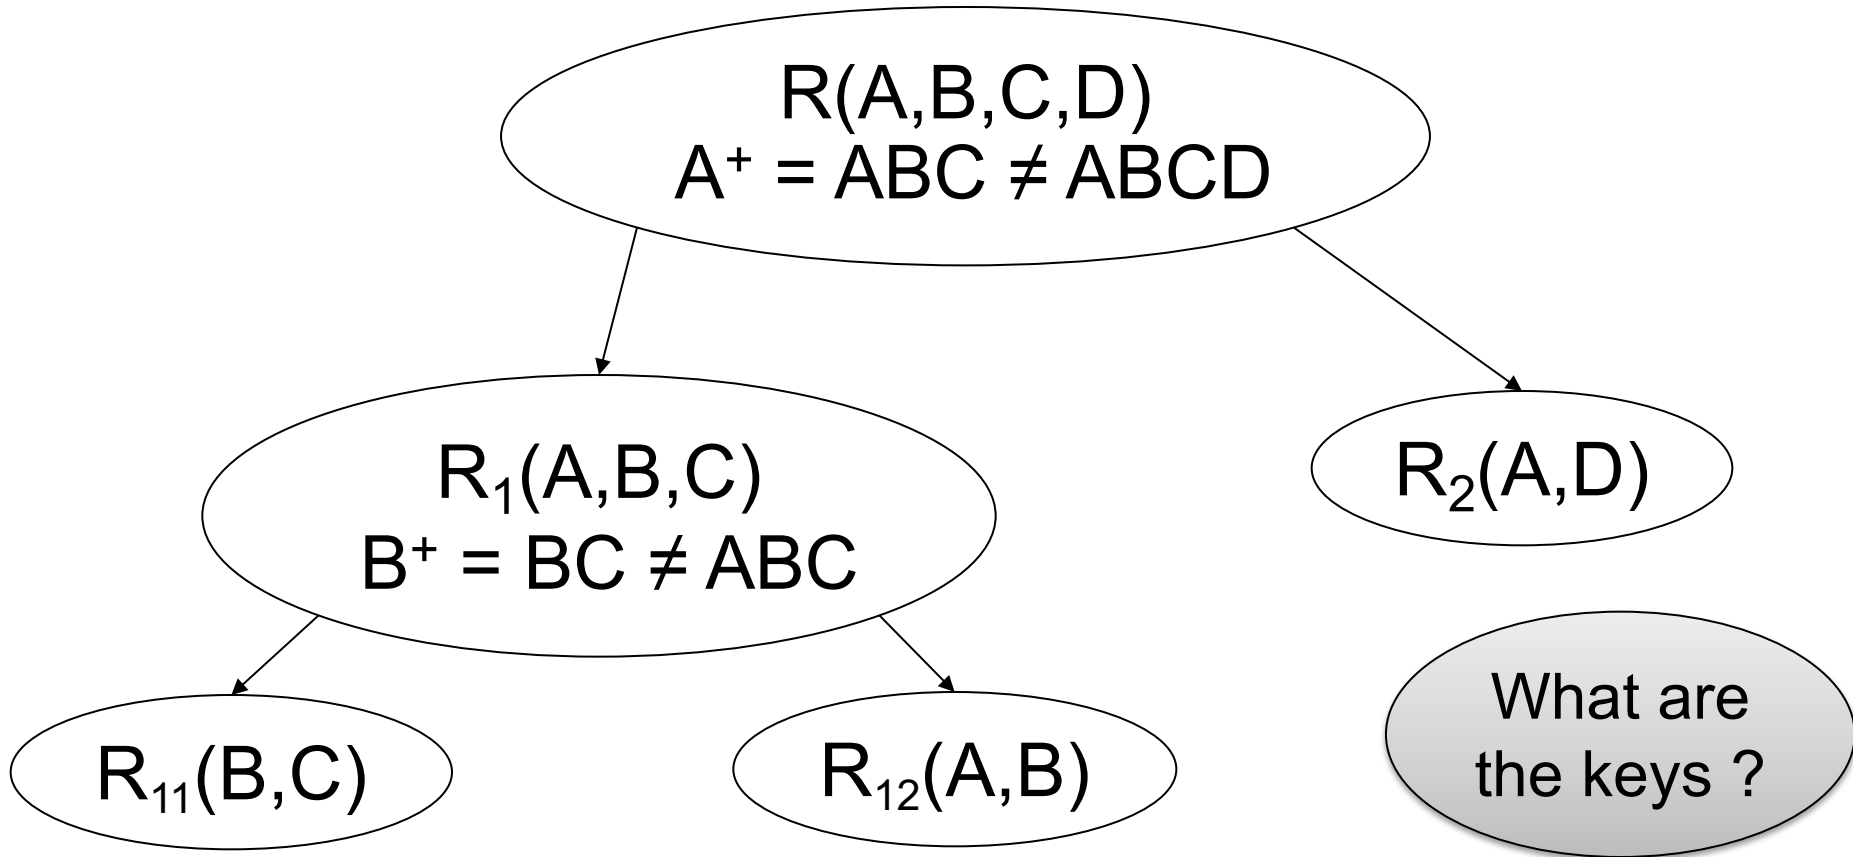 R(A,B,C,D)
A⁺ = ABC ≠ ABCD
R₁(A,B,C)
B⁺ = BC ≠ ABC
R₂(A,D)
R₁₁(B,C)
R₁₂(A,B)
What are
the keys ?